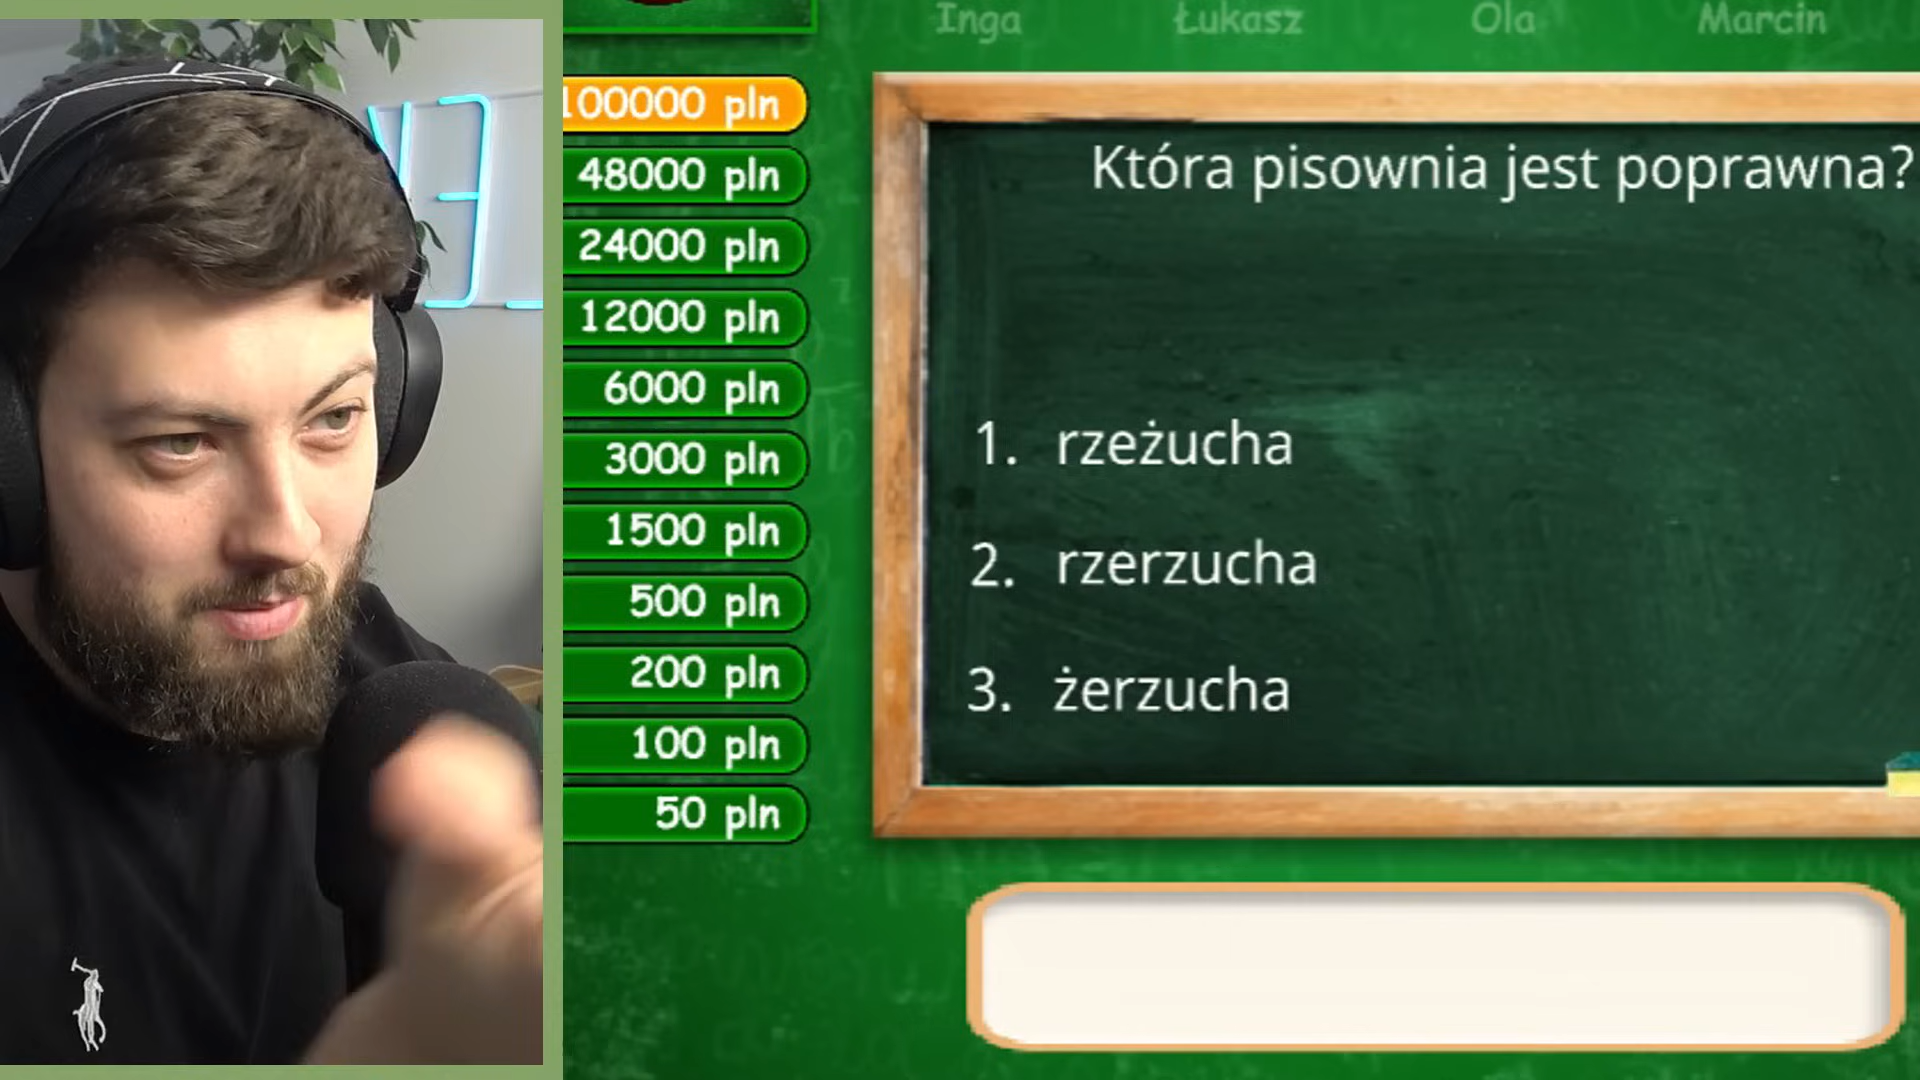 Inga Łukasz Ola Marcin
100000 pln
48000 pln
24000 pln
12000 pln
6000 pln
3000 pln
1500 pln
500 pln
200 pln
100 pln
50 pln
Która pisownia jest poprawna?
1. rzeżucha
2. rzerzucha
3. żerzucha